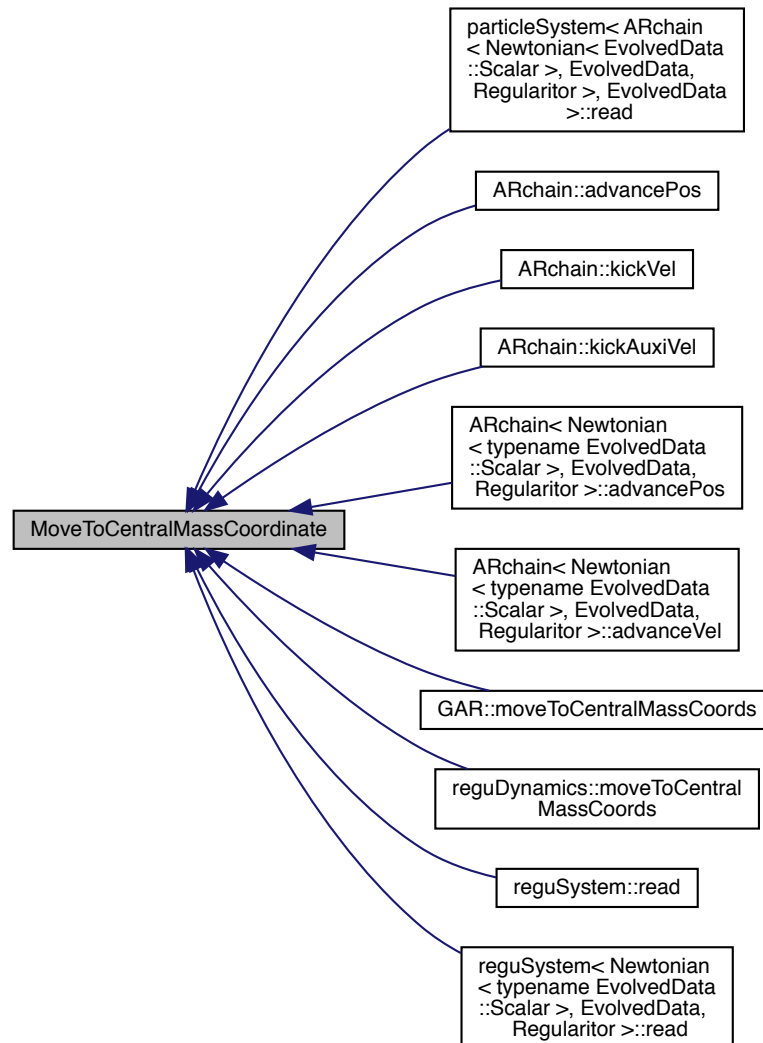 particleSystem< ARchain
< Newtonian< EvolvedData
::Scalar >, EvolvedData,
Regularitor >, EvolvedData
>::read
ARchain::advancePos
ARchain::kickVel
ARchain::kickAuxiVel
ARchain< Newtonian
< typename EvolvedData
::Scalar >, EvolvedData,
Regularitor >::advancePos
MoveToCentralMassCoordinate
ARchain< Newtonian
< typename EvolvedData
::Scalar >, EvolvedData,
Regularitor >::advanceVel
GAR::moveToCentralMassCoords
reguDynamics::moveToCentral
MassCoords
reguSystem::read
reguSystem< Newtonian
< typename EvolvedData
::Scalar >, EvolvedData,
Regularitor >::read